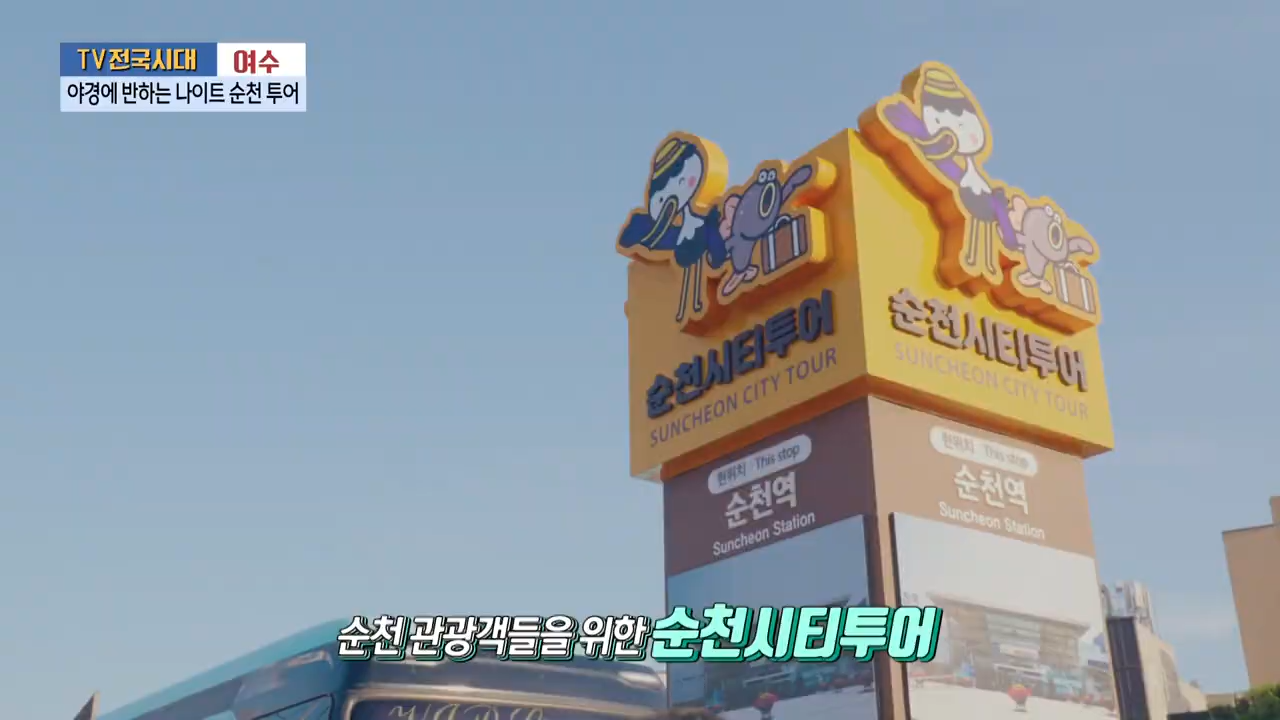 TV전국시대 여수
야경에 반하는 나이트 순천 투어
순천시티투어
SUNCHEON CITY TOUR
현위치 This stop
순천역
Suncheon Station
순천시티투어
SUNCHEON CITY TOUR
현위치 This stop
순천역
Suncheon Station
순천 관광객들을 위한 순천시티투어